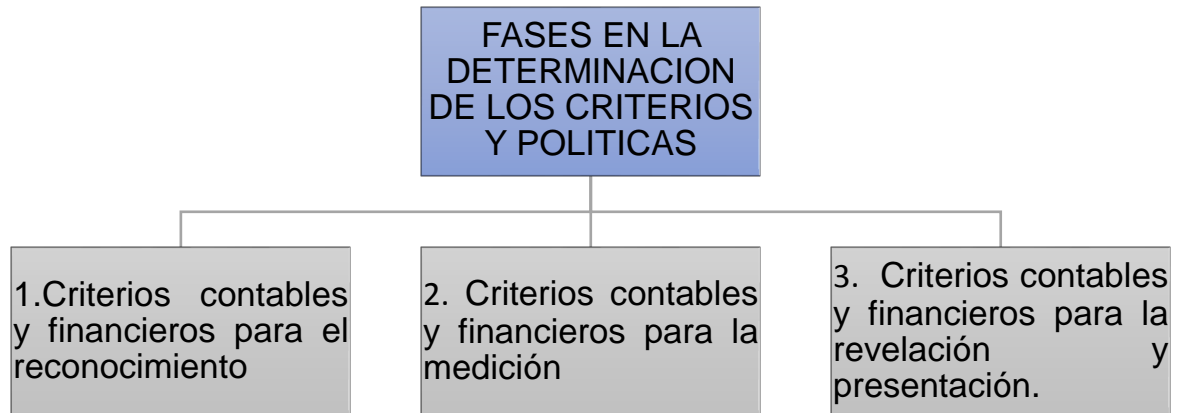 FASES EN LA
DETERMINACION
DE LOS CRITERIOS
Y POLITICAS
1.Criterios contables
y financieros para el
reconocimiento
2. Criterios contables
y financieros para la
medición
3. Criterios contables
y financieros para la
revelación y
presentación.